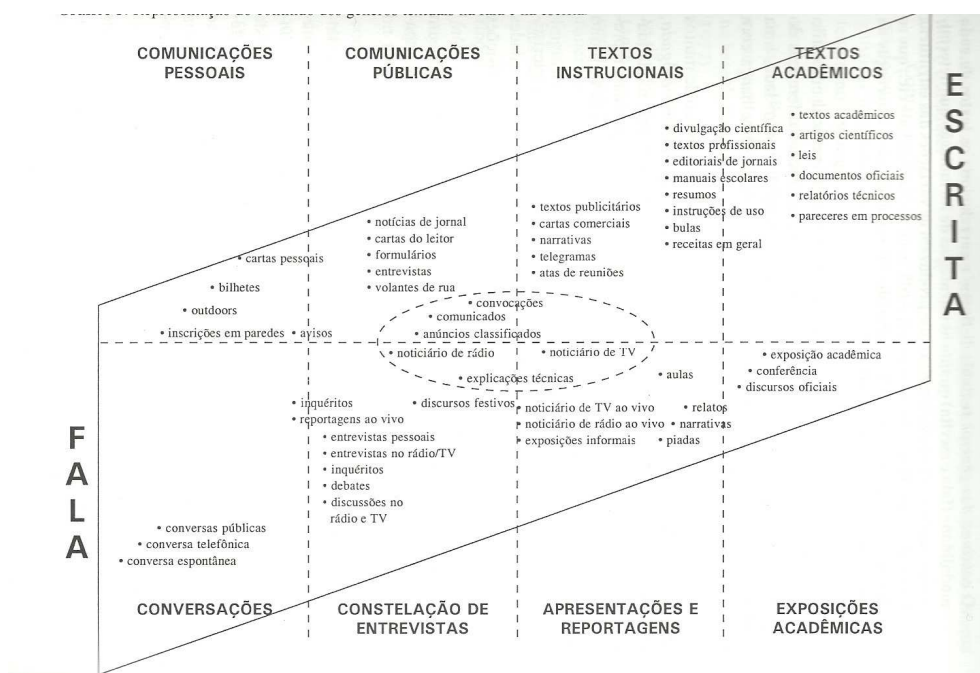 COMUNICAÇÕES
PESSOAIS
COMUNICAÇÕES
PÚBLICAS
TEXTOS
INSTRUCIONAIS
TEXTOS
ACADÊMICOS
ESCRITA
• textos acadêmicos
• artigos científicos
• leis
• documentos oficiais
• relatórios técnicos
• pareceres em processos
• divulgação científica
• textos profissionais
• editoriais de jornais
• manuais escolares
• resumos
• instruções de uso
• bulas
• receitas em geral
• textos publicitários
• cartas comerciais
• narrativas
• telegramas
• atas de reuniões
• notícias de jornal
• cartas do leitor
• formulários
• entrevistas
• volantes de rua
• cartas pessoais
• bilhetes
• outdoors
• inscrições em paredes • avisos
• convocações
• comunicados
• anúncios classificados
• noticiário de rádio
• noticiário de TV
• explicações técnicas
• exposição acadêmica
• conferência
• discursos oficiais
• aulas
• inquéritos
• reportagens ao vivo
• discursos festivos
• entrevistas pessoais
• entrevistas no rádio/TV
• inquéritos
• debates
• discussões no
rádio e TV
• noticiário de TV ao vivo
• noticiário de rádio ao vivo
• exposições informais
• relatos
• narrativas
• piadas
FALA
• conversas públicas
• conversa telefônica
• conversa espontânea
CONVERSAÇÕES
CONSTELAÇÃO DE
ENTREVISTAS
APRESENTAÇÕES E
REPORTAGENS
EXPOSIÇÕES
ACADÊMICAS